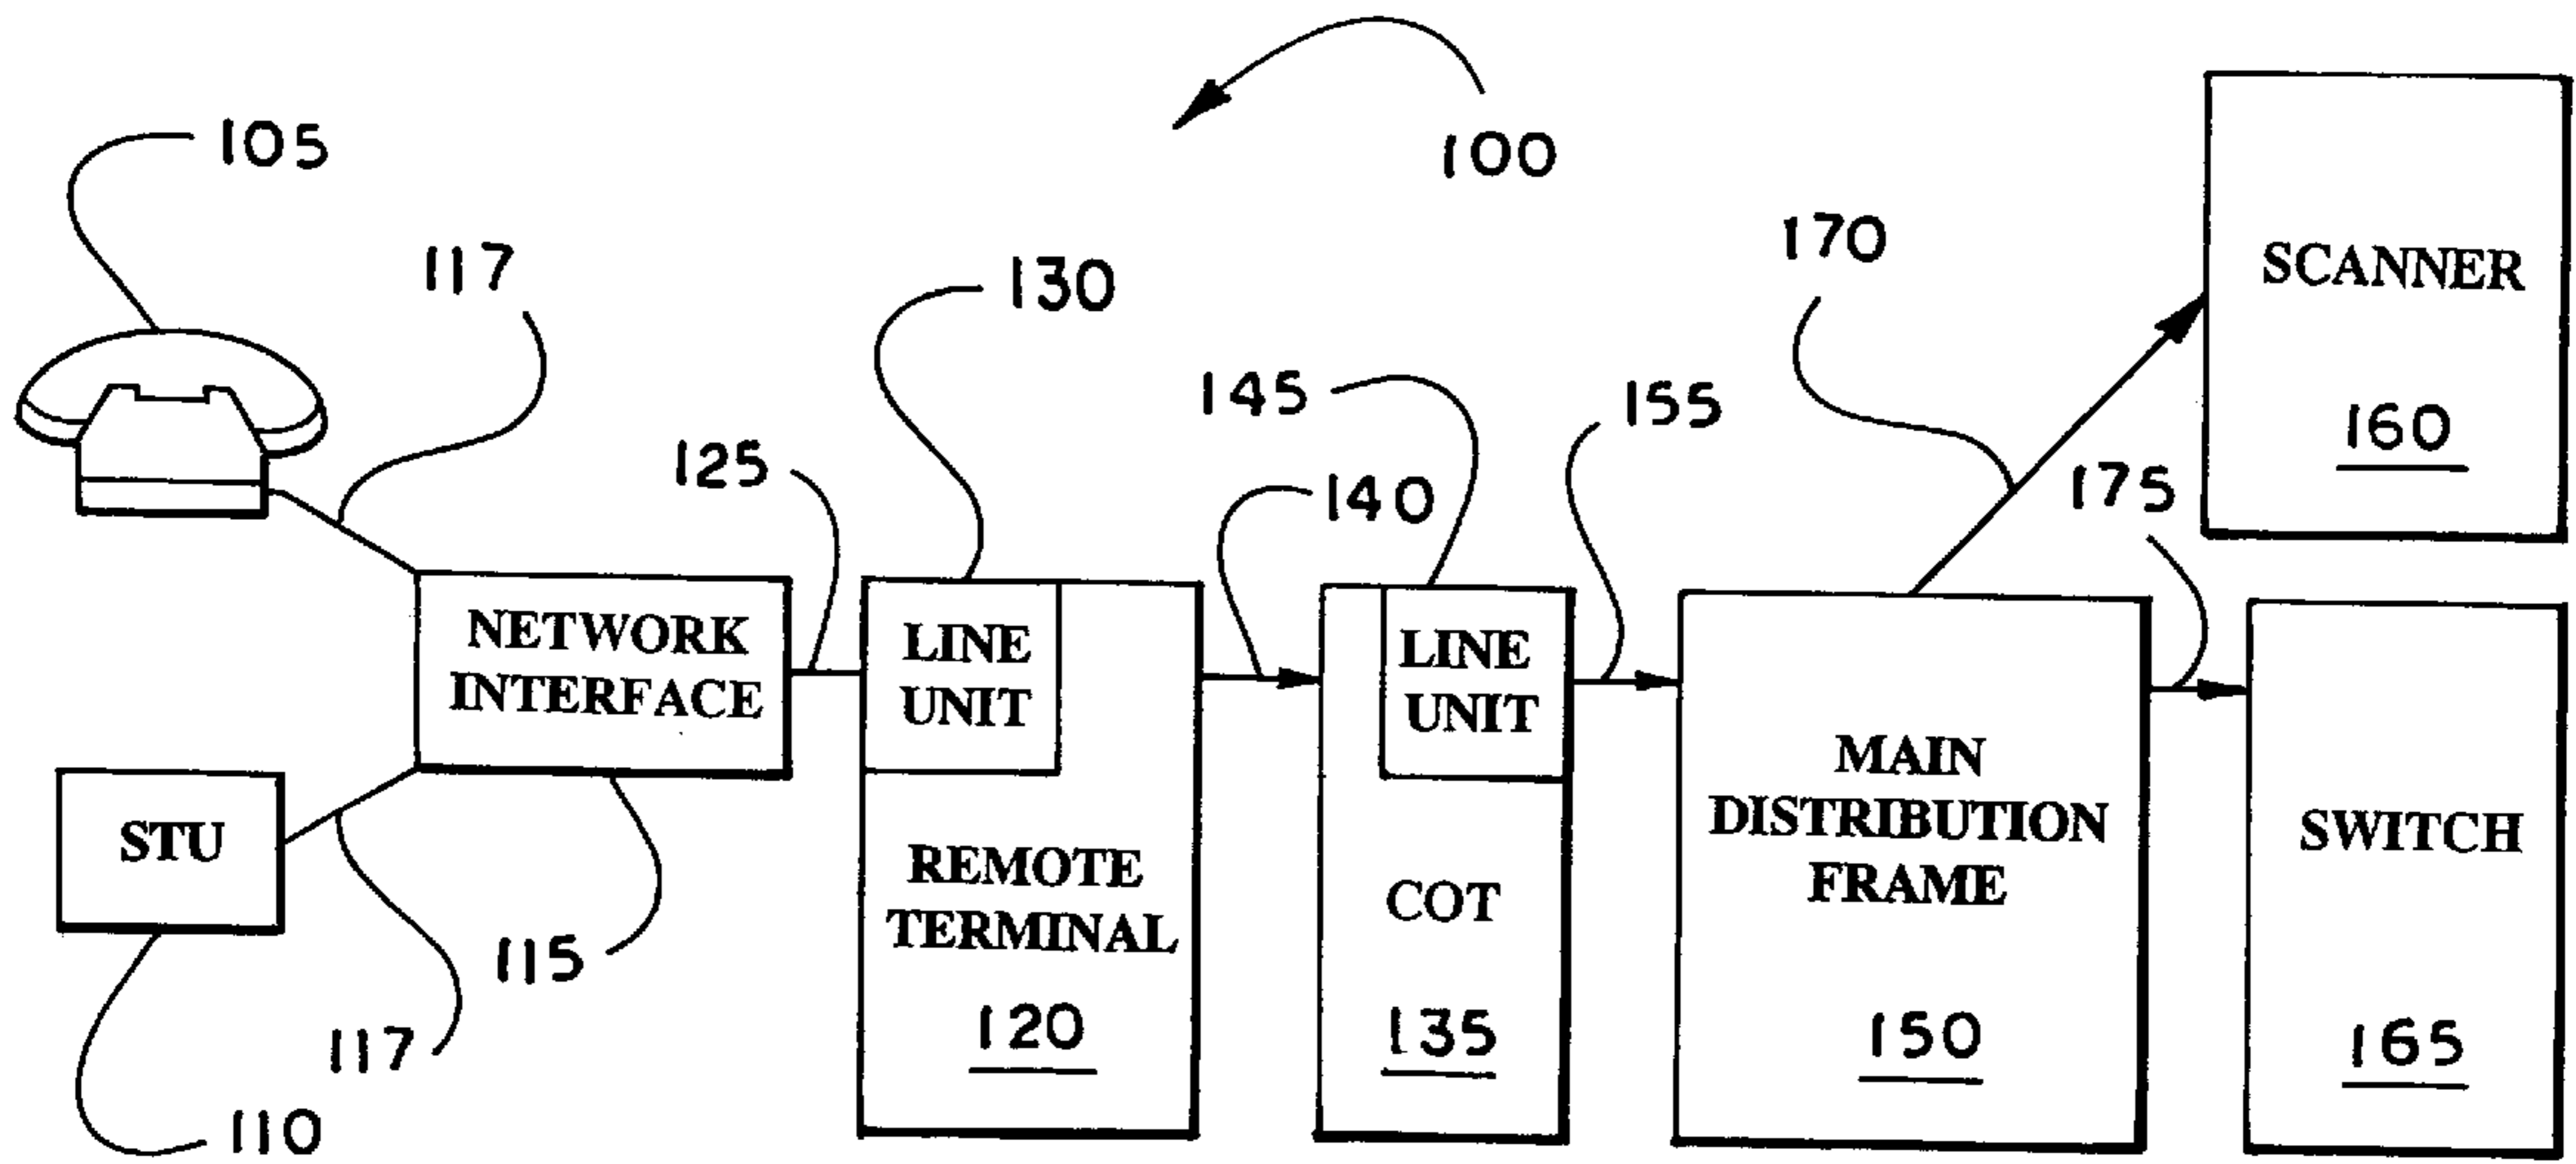 105
100
117
130
170
SCANNER
160
145
155
125
140
175
NETWORK
INTERFACE
LINE
UNIT
LINE
UNIT
MAIN
DISTRIBUTION
FRAME
150
SWITCH
165
STU
REMOTE
TERMINAL
120
COT
135
115
117
110